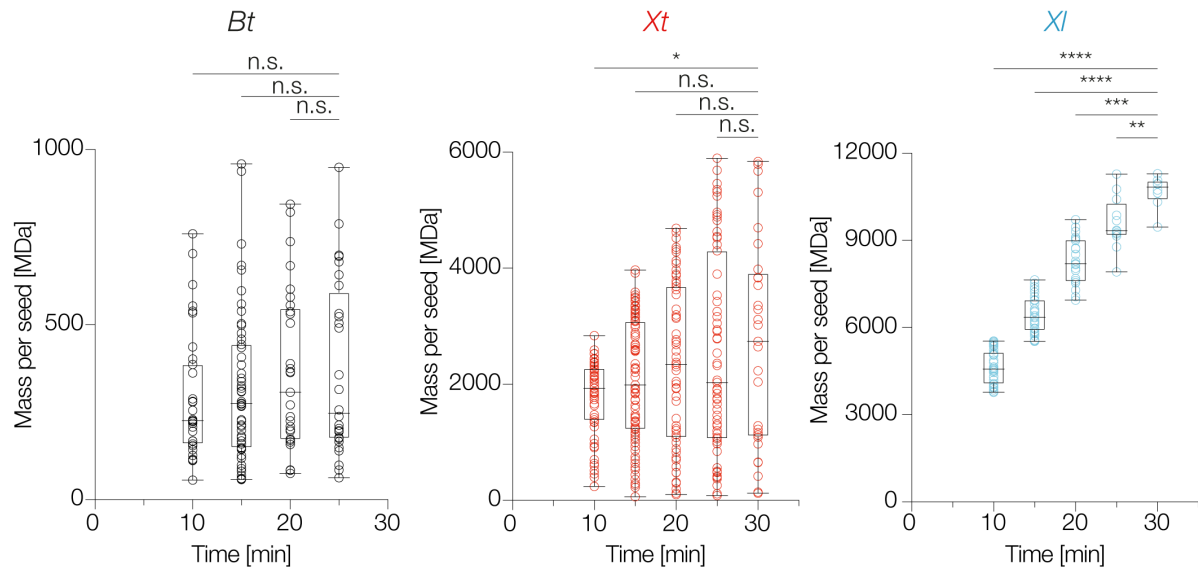 Bt
n.s.
n.s.
n.s.
1000
500
0
Mass per seed [MDa]
0 10 20 30
Time [min]
Xt
*
n.s.
n.s.
n.s.
6000
4000
2000
0
Mass per seed [MDa]
0 10 20 30
Time [min]
Xl
****
****
***
**
12000
9000
6000
3000
0
Mass per seed [MDa]
0 10 20 30
Time [min]